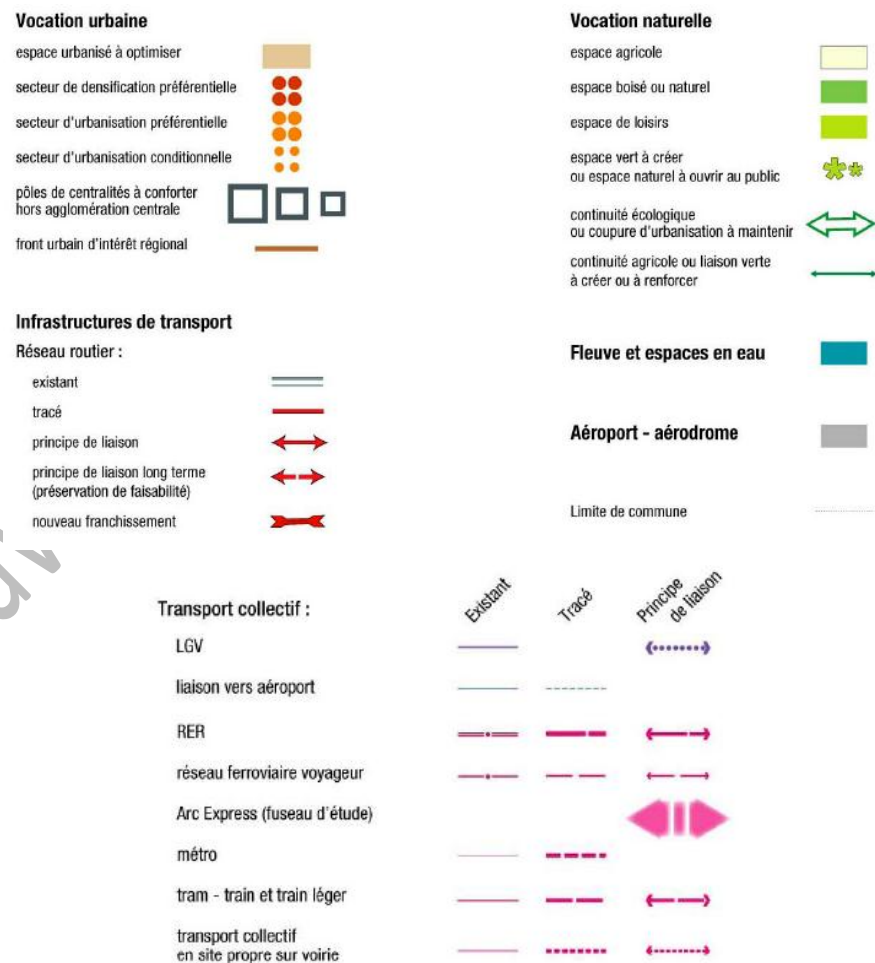 Vocation urbaine
espace urbanisé à optimiser
secteur de densification préférentielle
secteur d'urbanisation préférentielle
secteur d'urbanisation conditionnelle
pôles de centralités à conforter
hors agglomération centrale
front urbain d'intérêt régional
Vocation naturelle
espace agricole
espace boisé ou naturel
espace de loisirs
espace vert à créer
ou espace naturel à ouvrir au public
continuité écologique
ou coupure d'urbanisation à maintenir
continuité agricole ou liaison verte
à créer ou à renforcer
Infrastructures de transport
Réseau routier :
existant
tracé
principe de liaison
principe de liaison long terme
(préservation de faisabilité)
nouveau franchissement
Fleuve et espaces en eau
Aéroport - aérodrome
Limite de commune
Transport collectif :
Existant
Tracé
Principe
de liaison
LGV
liaison vers aéroport
RER
réseau ferroviaire voyageur
Arc Express (fuseau d'étude)
métro
tram - train et train léger
transport collectif
en site propre sur voirie